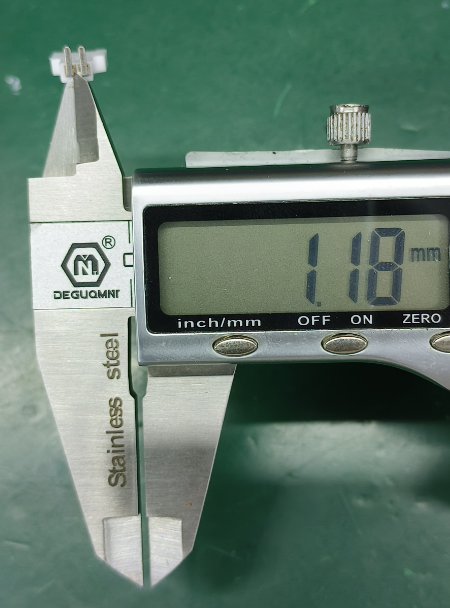 1.18 mm
®
M
DEGUQMNT
inch/mm OFF ON ZERO
Stainless steel